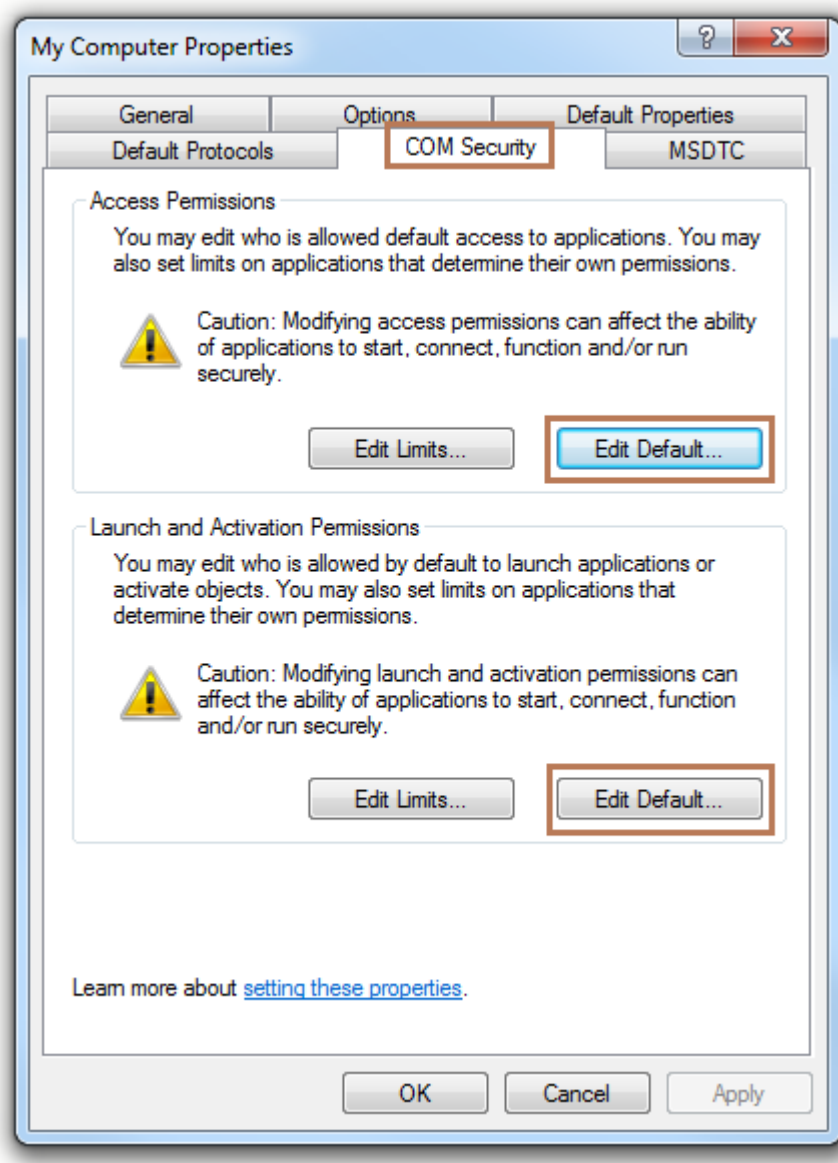 My Computer Properties
General Options Default Properties
Default Protocols COM Security MSDTC
Access Permissions
You may edit who is allowed default access to applications. You may
also set limits on applications that determine their own permissions.
Caution: Modifying access permissions can affect the ability
of applications to start, connect, function and/or run
securely.
Edit Limits... Edit Default...
Launch and Activation Permissions
You may edit who is allowed by default to launch applications or
activate objects. You may also set limits on applications that
determine their own permissions.
Caution: Modifying launch and activation permissions can
affect the ability of applications to start, connect, function
and/or run securely.
Edit Limits... Edit Default...
Learn more about setting these properties.
OK Cancel Apply